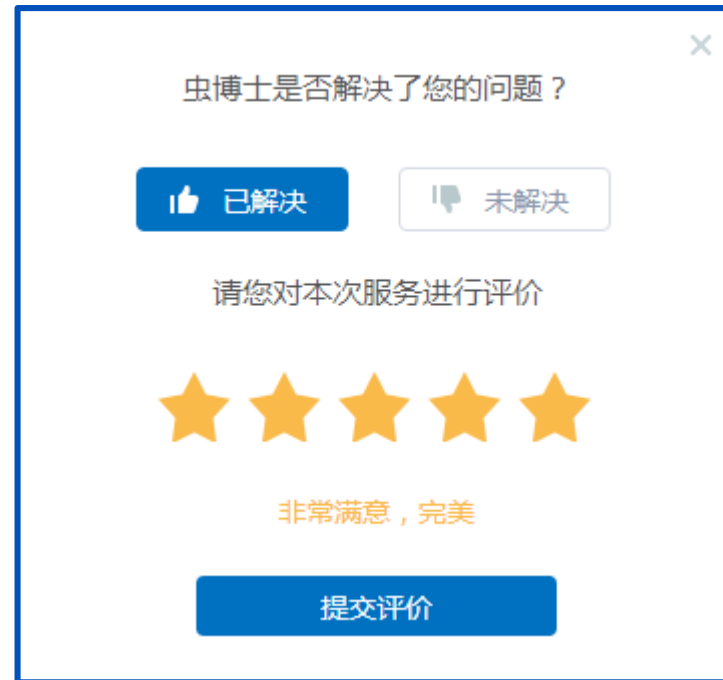 虫博士是否解决了您的问题？
已解决
未解决
请您对本次服务进行评价
非常满意，完美
提交评价